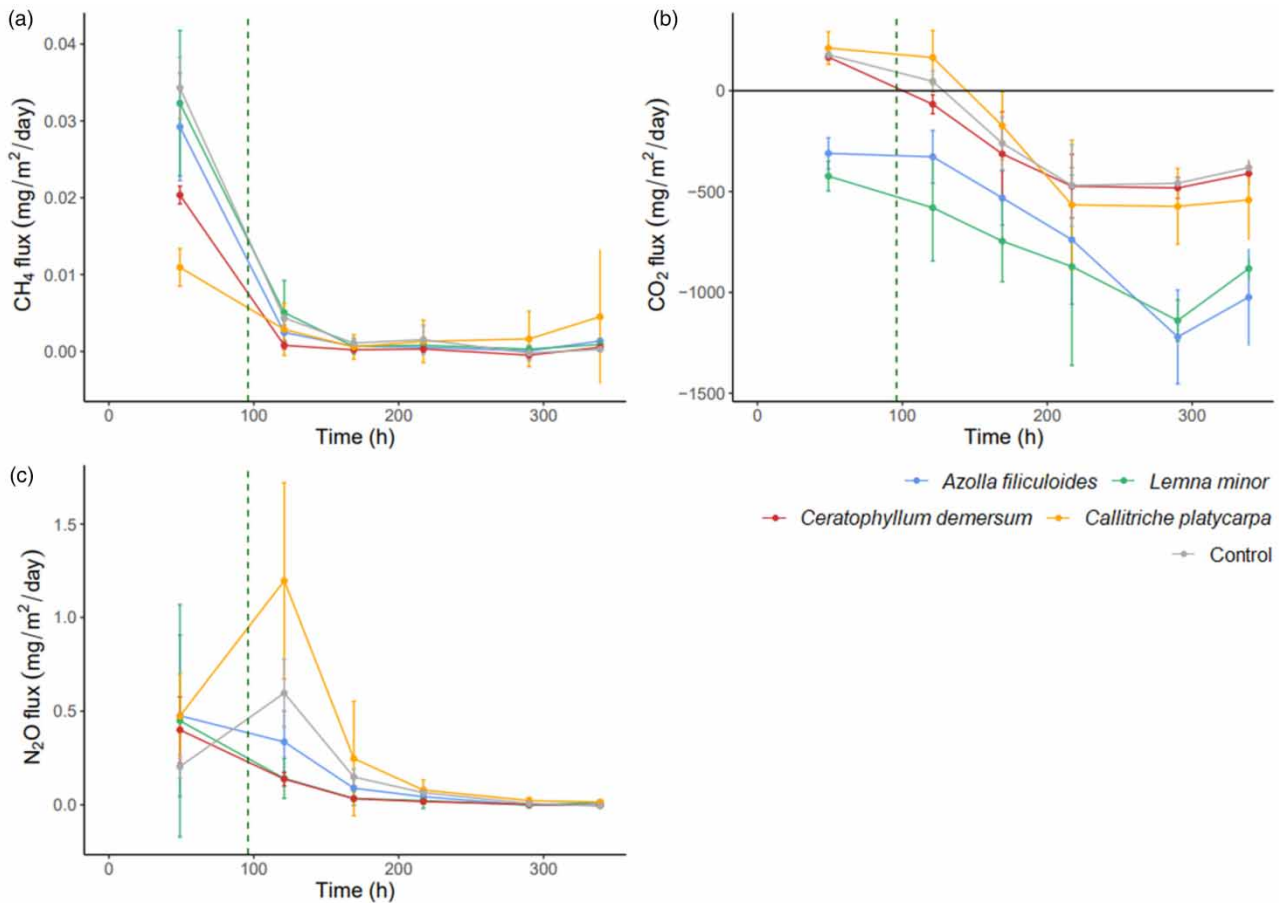 (a)
CH₄ flux (mg/m²/day)
0.04
0.03
0.02
0.01
0.00
0 100 200 300
Time (h)
(b)
CO₂ flux (mg/m²/day)
0
−500
−1000
−1500
0 100 200 300
Time (h)
(c)
N₂O flux (mg/m²/day)
1.5
1.0
0.5
0.0
0 100 200 300
Time (h)
Azolla filiculoides Lemna minor
Ceratophyllum demersum Callitriche platycarpa
Control